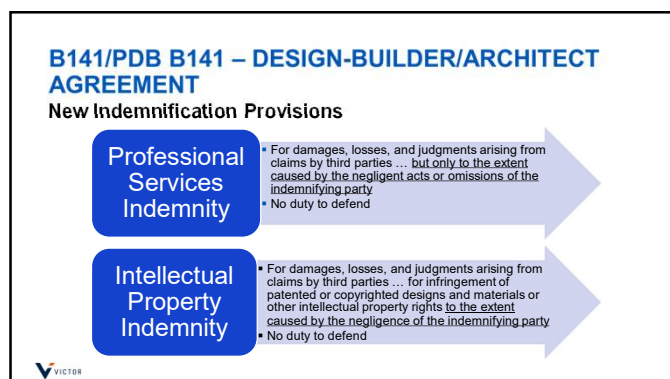 B141/PDB B141 – DESIGN-BUILDER/ARCHITECT
AGREEMENT
New Indemnification Provisions
Professional
Services
Indemnity
▪ For damages, losses, and judgments arising from
claims by third parties … but only to the extent
caused by the negligent acts or omissions of the
indemnifying party
▪ No duty to defend
Intellectual
Property
Indemnity
▪ For damages, losses, and judgments arising from
claims by third parties … for infringement of
patented or copyrighted designs and materials or
other intellectual property rights to the extent
caused by the negligence of the indemnifying party
▪ No duty to defend
VICTOR